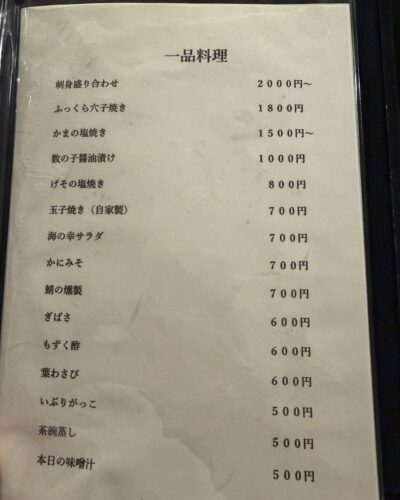 一品料理
刺身盛り合わせ ２０００円～
ふっくら穴子焼き １８００円
かまの塩焼き １５００円～
数の子醤油漬け １０００円
げその塩焼き ８００円
玉子焼き（自家製） ７００円
海の幸サラダ ７００円
かにみそ ７００円
鯖の燻製 ７００円
ぎばさ ６００円
もずく酢 ６００円
葉わさび ６００円
いぶりがっこ ５００円
茶碗蒸し ５００円
本日の味噌汁 ５００円